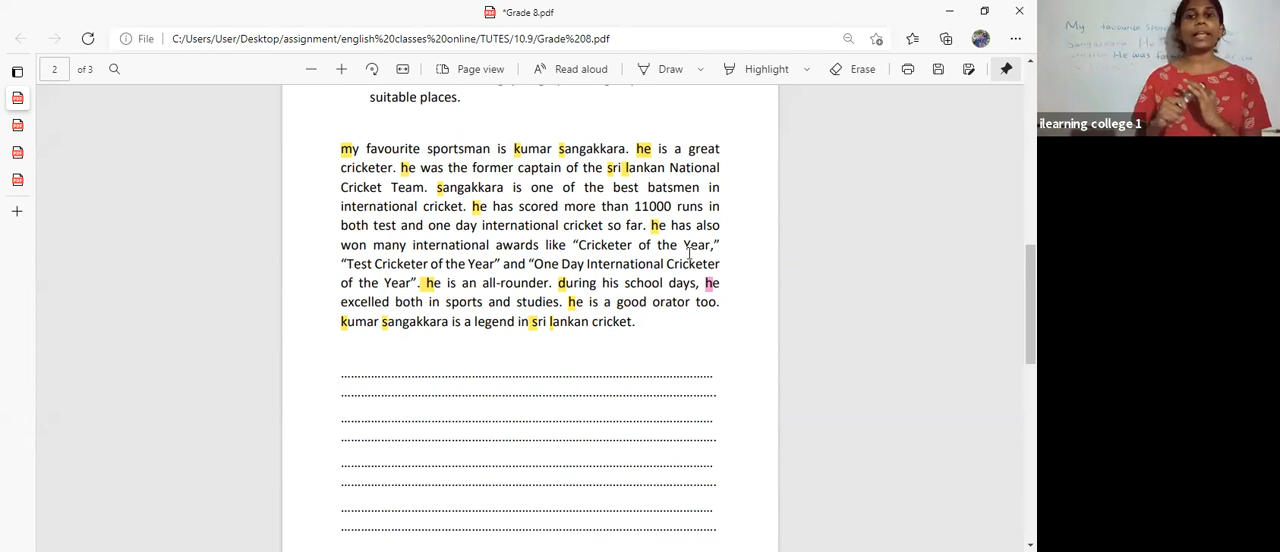 *Grade 8.pdf
File
C:/Users/User/Desktop/assignment/english%20classes%20online/TUTES/10.9/Grade%208.pdf
2 of 3
Page view
Read aloud
Draw
Highlight
Erase
suitable places.
my favourite sportsman is kumar sangakkara. he is a great
cricketer. he was the former captain of the sri lankan National
Cricket Team. sangakkara is one of the best batsmen in
international cricket. he has scored more than 11000 runs in
both test and one day international cricket so far. he has also
won many international awards like “Cricketer of the Year,”
“Test Cricketer of the Year” and “One Day International Cricketer
of the Year”. he is an all-rounder. during his school days, he
excelled both in sports and studies. he is a good orator too.
kumar sangakkara is a legend in sri lankan cricket.
My favourite
He
He was
ilearning college 1